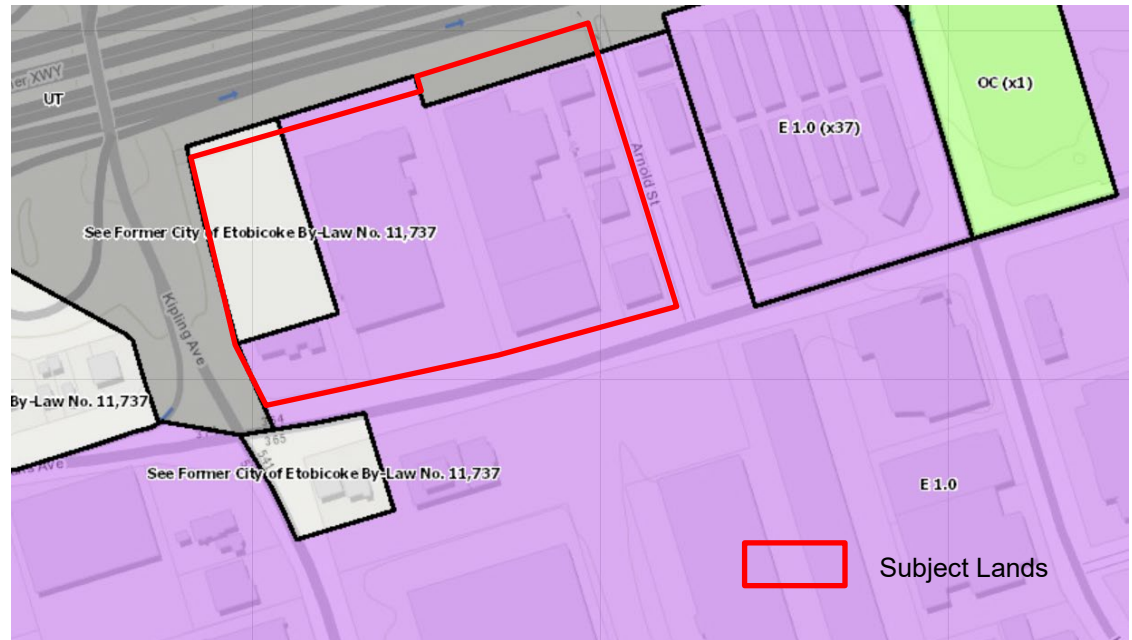 er XWY
UT
OC (x1)
E 1.0 (x37)
Arnold St
See Former City of Etobicoke By-Law No. 11,737
Kipling Ave
By-Law No. 11,737
365
541
s Ave
See Former City of Etobicoke By-Law No. 11,737
E 1.0
Subject Lands